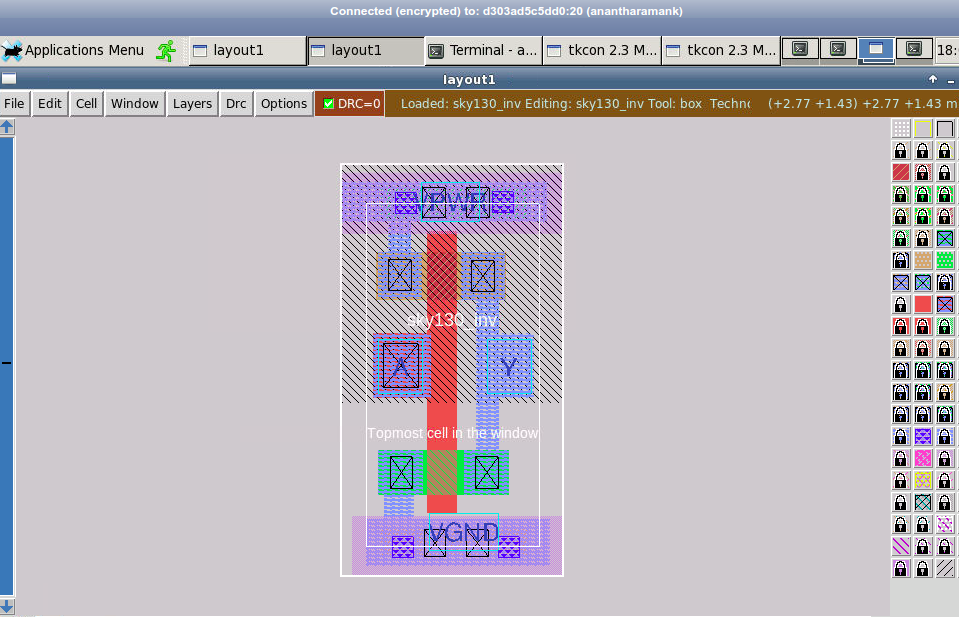 Connected (encrypted) to: d303ad5c5dd0:20 (anantharamank)
Applications Menu layout1 layout1 Terminal - a... tkcon 2.3 M... tkcon 2.3 M... 18:
layout1
File Edit Cell Window Layers Drc Options DRC=0 Loaded: sky130_inv Editing: sky130_inv Tool: box Techno (+2.77 +1.43) +2.77 +1.43 m
VPWR
sky130_inv
A Y
Topmost cell in the window
VGND